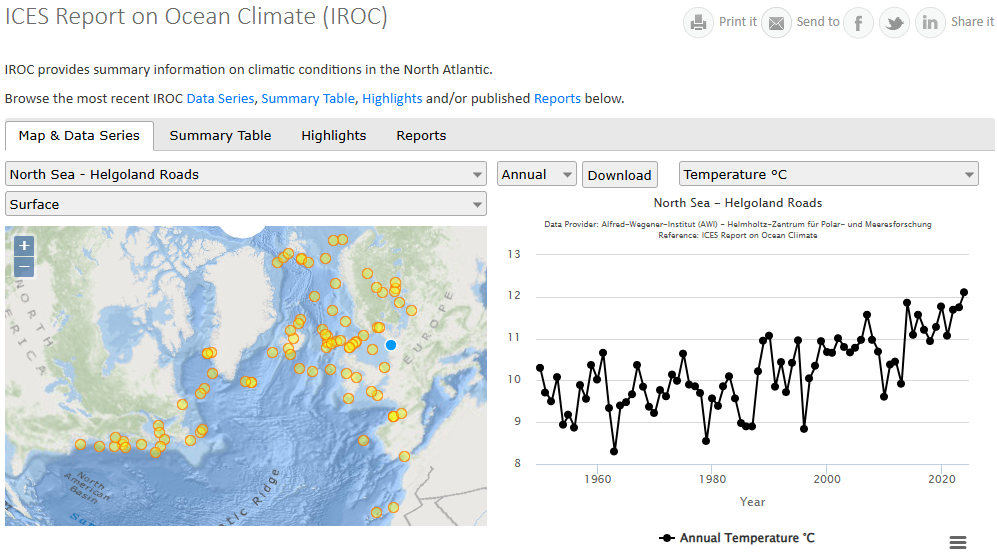 ICES Report on Ocean Climate (IROC)
Print it
Send to
f
in
Share it
IROC provides summary information on climatic conditions in the North Atlantic.
Browse the most recent IROC Data Series, Summary Table, Highlights and/or published Reports below.
Map & Data Series
Summary Table
Highlights
Reports
North Sea - Helgoland Roads
Surface
Annual
Download
Temperature °C
+
−
NORTH
ERICA
EUROPE
North
American
Basin
tic Ridge
North Sea – Helgoland Roads
Data Provider: Alfred-Wegener-Institut (AWI) – Helmholtz-Zentrum für Polar- und Meeresforschung
Reference: ICES Report on Ocean Climate
13
12
11
10
9
8
1960
1980
2000
2020
Year
Annual Temperature °C